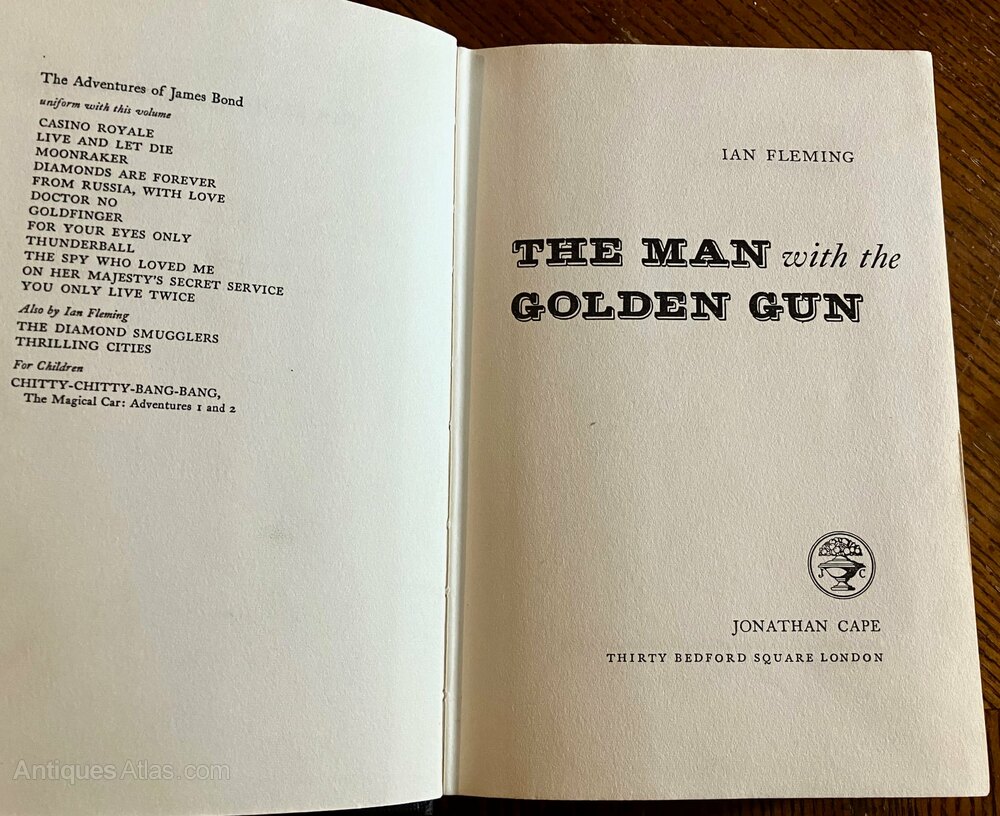 The Adventures of James Bond
uniform with this volume
CASINO ROYALE
LIVE AND LET DIE
MOONRAKER
DIAMONDS ARE FOREVER
FROM RUSSIA, WITH LOVE
DOCTOR NO
GOLDFINGER
FOR YOUR EYES ONLY
THUNDERBALL
THE SPY WHO LOVED ME
ON HER MAJESTY'S SECRET SERVICE
YOU ONLY LIVE TWICE
Also by Ian Fleming
THE DIAMOND SMUGGLERS
THRILLING CITIES
For Children
CHITTY-CHITTY-BANG-BANG,
The Magical Car: Adventures 1 and 2
IAN FLEMING
THE MAN with the
GOLDEN GUN
J C
JONATHAN CAPE
THIRTY BEDFORD SQUARE LONDON
AntiquesAtlas.com